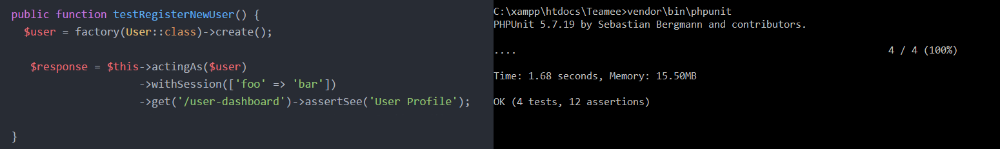 public function testRegisterNewUser() {
$user = factory(User::class)->create();
$response = $this->actingAs($user)
->withSession(['foo' => 'bar'])
->get('/user-dashboard')->assertSee('User Profile');
}
C:\xampp\htdocs\Teamee>vendor\bin\phpunit
PHPUnit 5.7.19 by Sebastian Bergmann and contributors.
.... 4 / 4 (100%)
Time: 1.68 seconds, Memory: 15.50MB
OK (4 tests, 12 assertions)